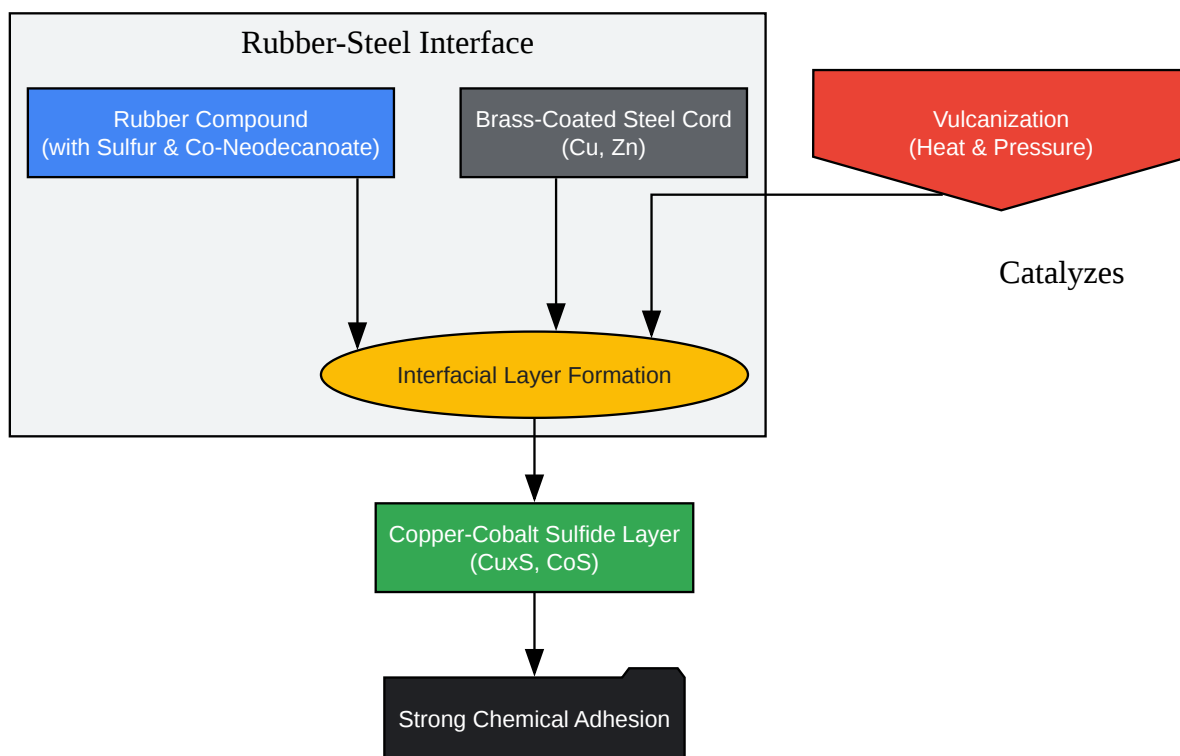 Rubber-Steel Interface
Rubber Compound
(with Sulfur & Co-Neodecanoate)
Brass-Coated Steel Cord
(Cu, Zn)
Vulcanization
(Heat & Pressure)
Catalyzes
Interfacial Layer Formation
Copper-Cobalt Sulfide Layer
(CuxS, CoS)
Strong Chemical Adhesion